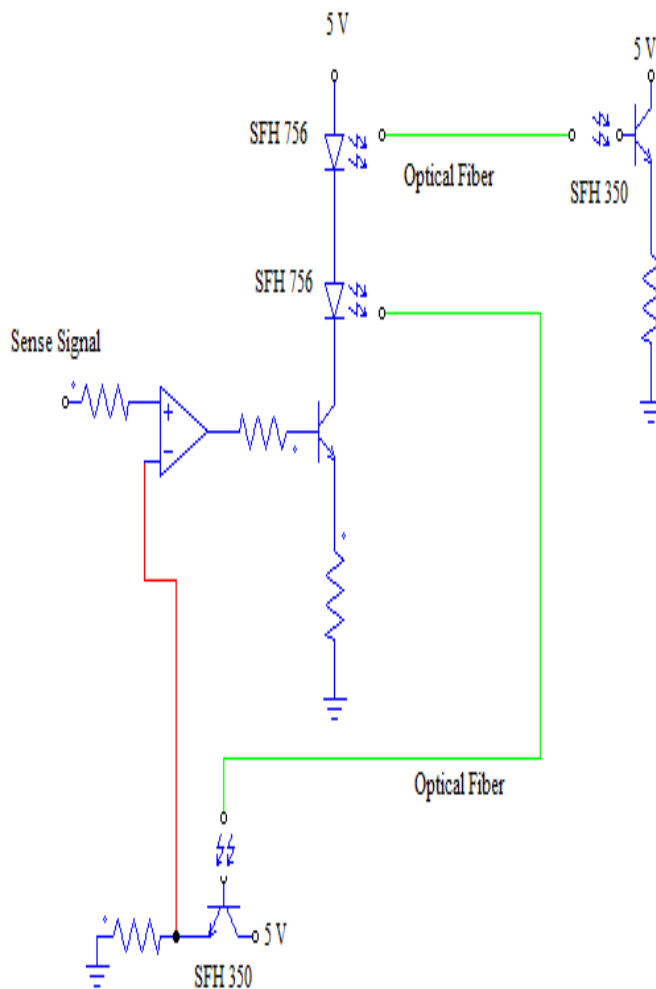 5 V
5 V
SFH 756
Optical Fiber
SFH 350
SFH 756
Sense Signal
+
−
Optical Fiber
5 V
SFH 350